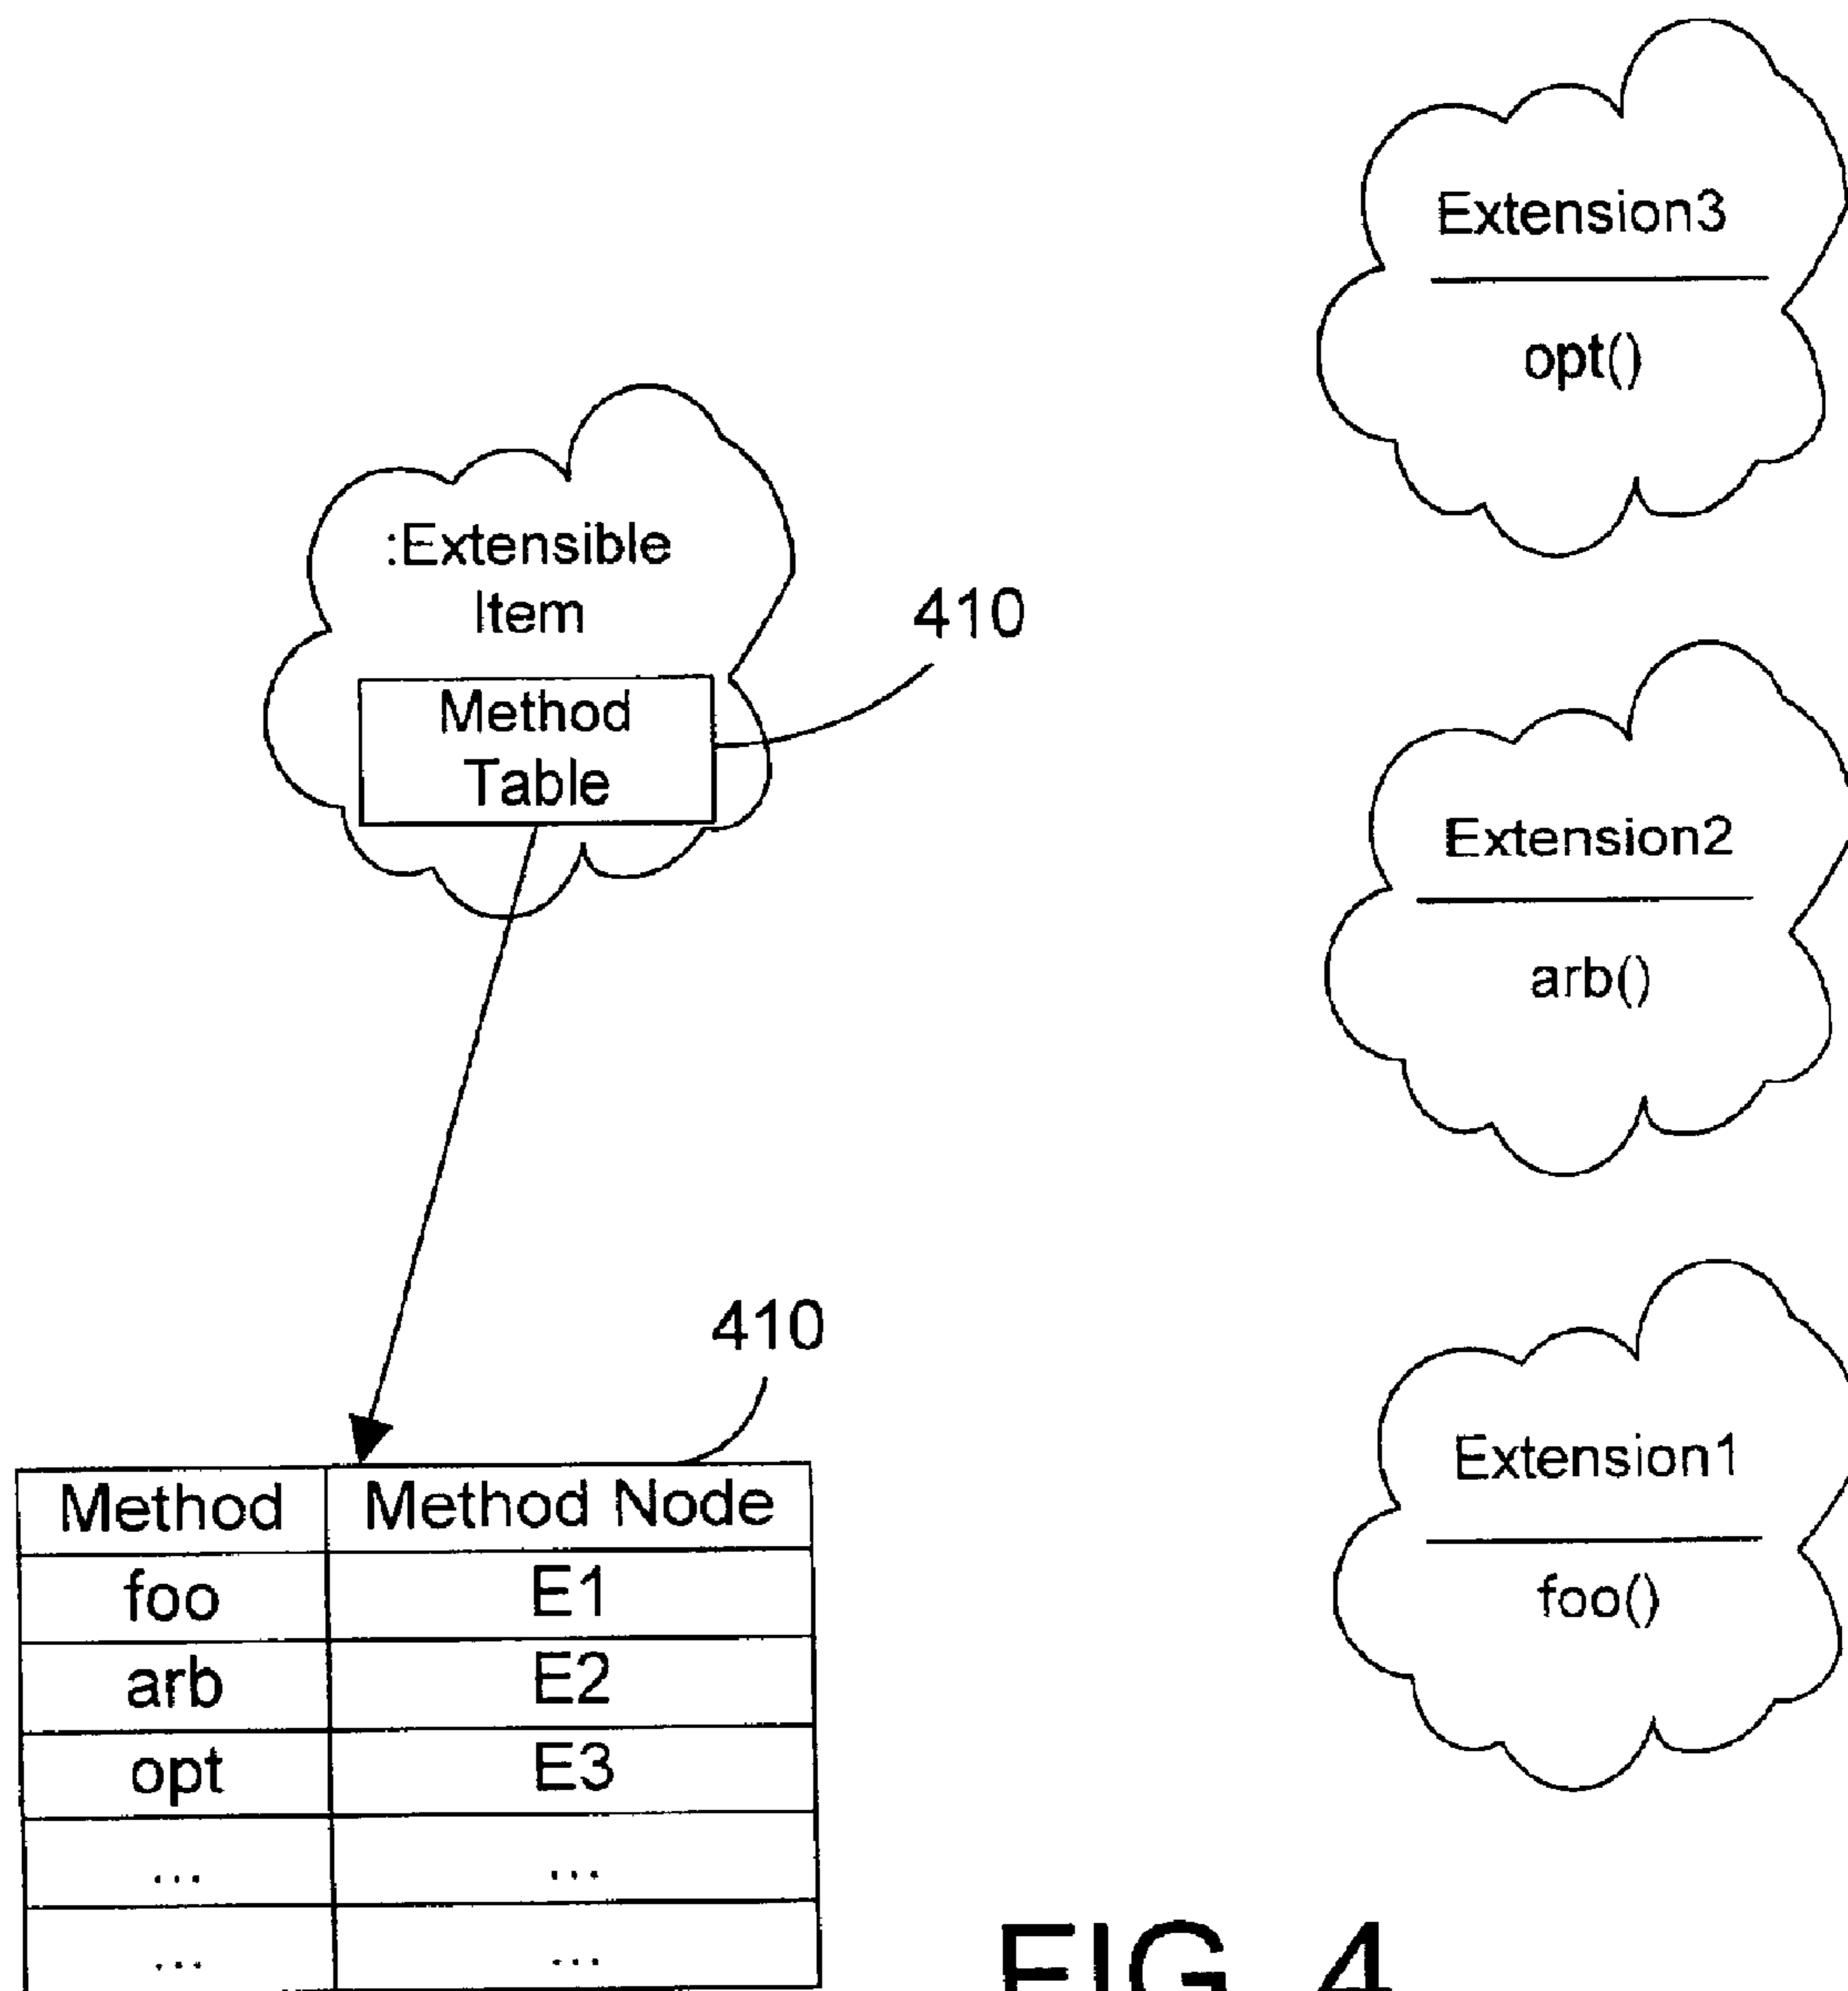 Extension3
opt()
:Extensible
Item
410
Method
Table
Extension2
arb()
410
Extension1
foo()
Method Method Node
foo E1
arb E2
opt E3
... ...
... ...
FIG. 4